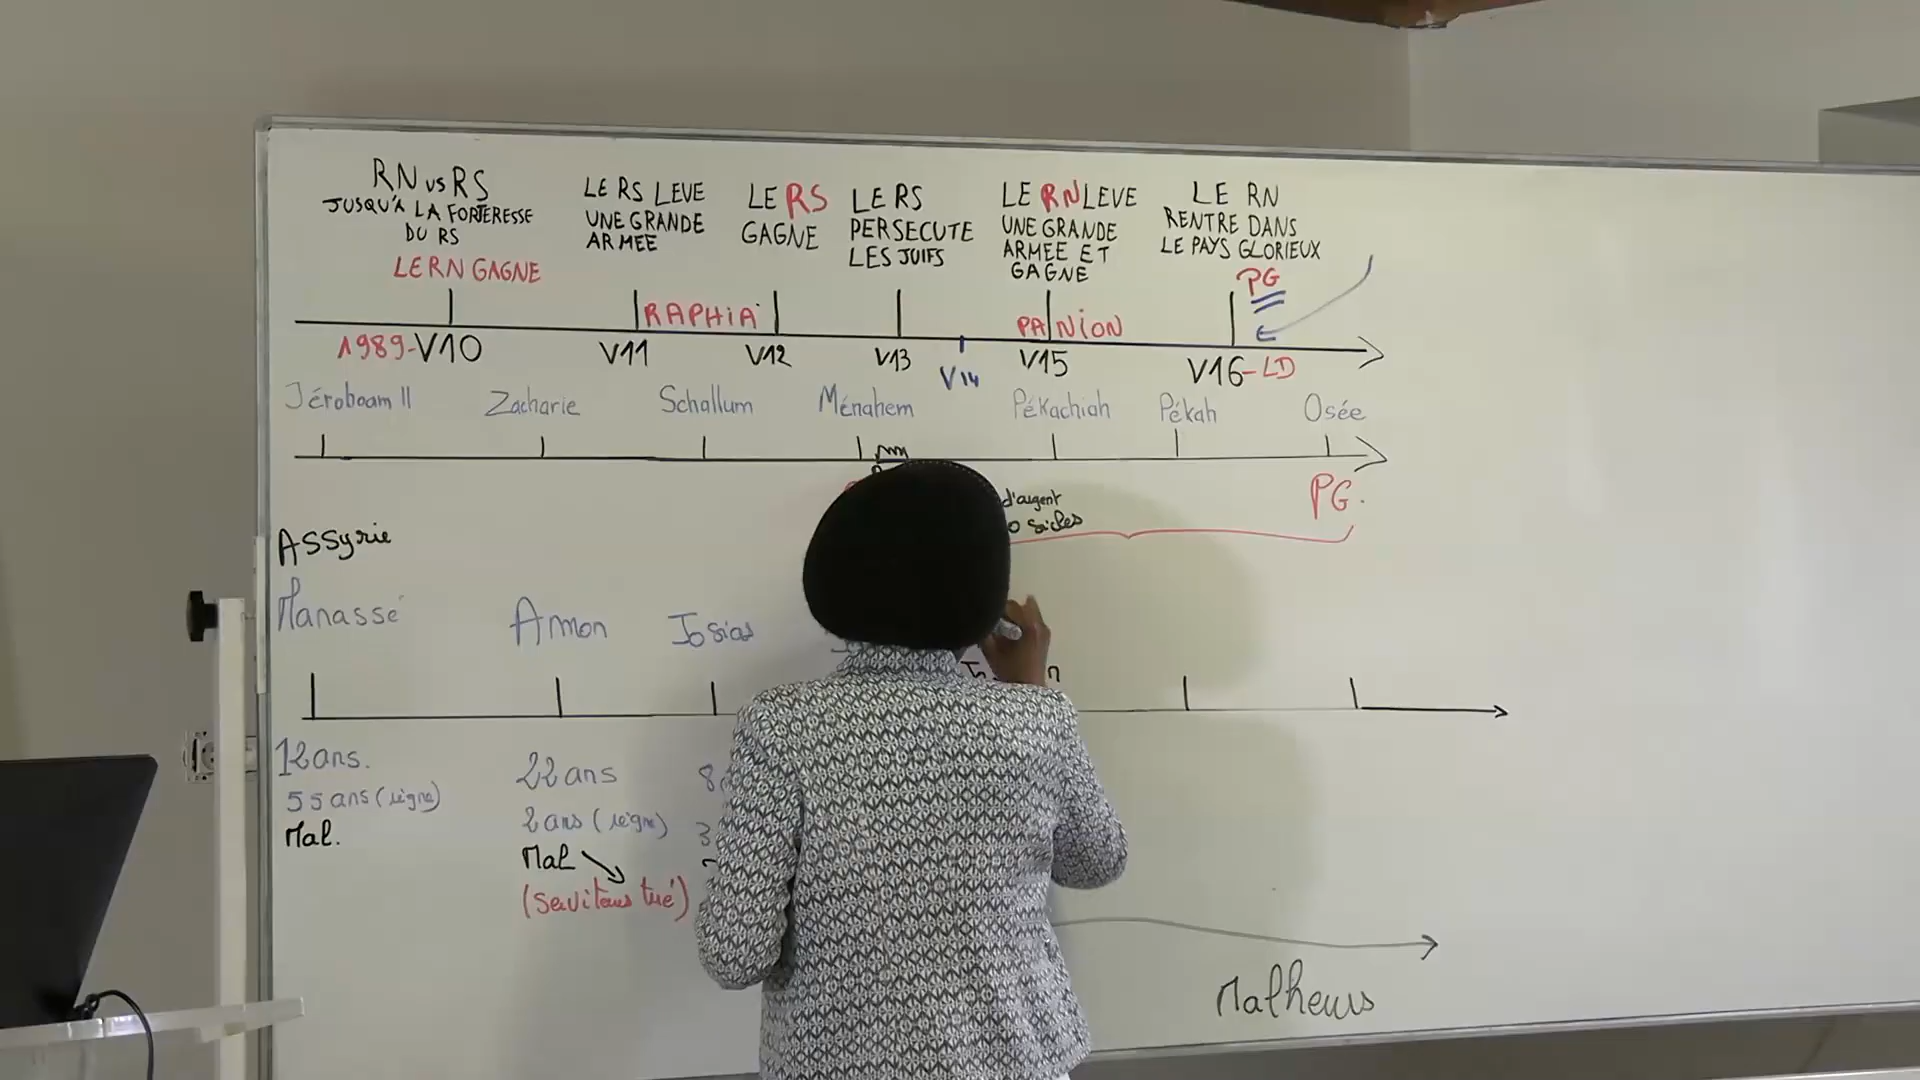 RN vs RS
JUSQU'À LA FORTERESSE
DU RS
LE RN GAGNE
LE RS LEVE
UNE GRANDE
ARMEE
LE RS
GAGNE
LE RS
PERSECUTE
LES JUIFS
LE RN LEVE
UNE GRANDE
ARMEE ET
GAGNE
LE RN
RENTRE DANS
LE PAYS GLORIEUX
PG
RAPHIA
PANION
1989-V10
V11
V12
V13
V14
V15
V16-LD
Jéroboam II
Zacharie
Schallum
Ménahem
Pékachiah
Pékah
Osée
d'argent
sicles
PG.
Assyrie
Manassé
Amon
Josias
12 ans.
55 ans (règne)
Mal.
22 ans
2 ans (règne)
Mal
(Serviteurs tué)
8
3
Malheurs